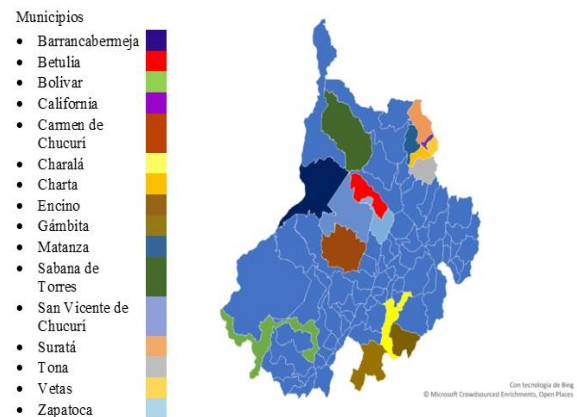 Municipios
• Barrancabermeja
• Betulia
• Bolivar
• California
• Carmen de
Chucurí
• Charalá
• Charta
• Encino
• Gámbita
• Matanza
• Sabana de
Torres
• San Vicente de
Chucurí
• Suratá
• Tona
• Vetas
• Zapatoca
Con tecnología de Bing
© Microsoft Crowdsourced Enrichments, Open Places